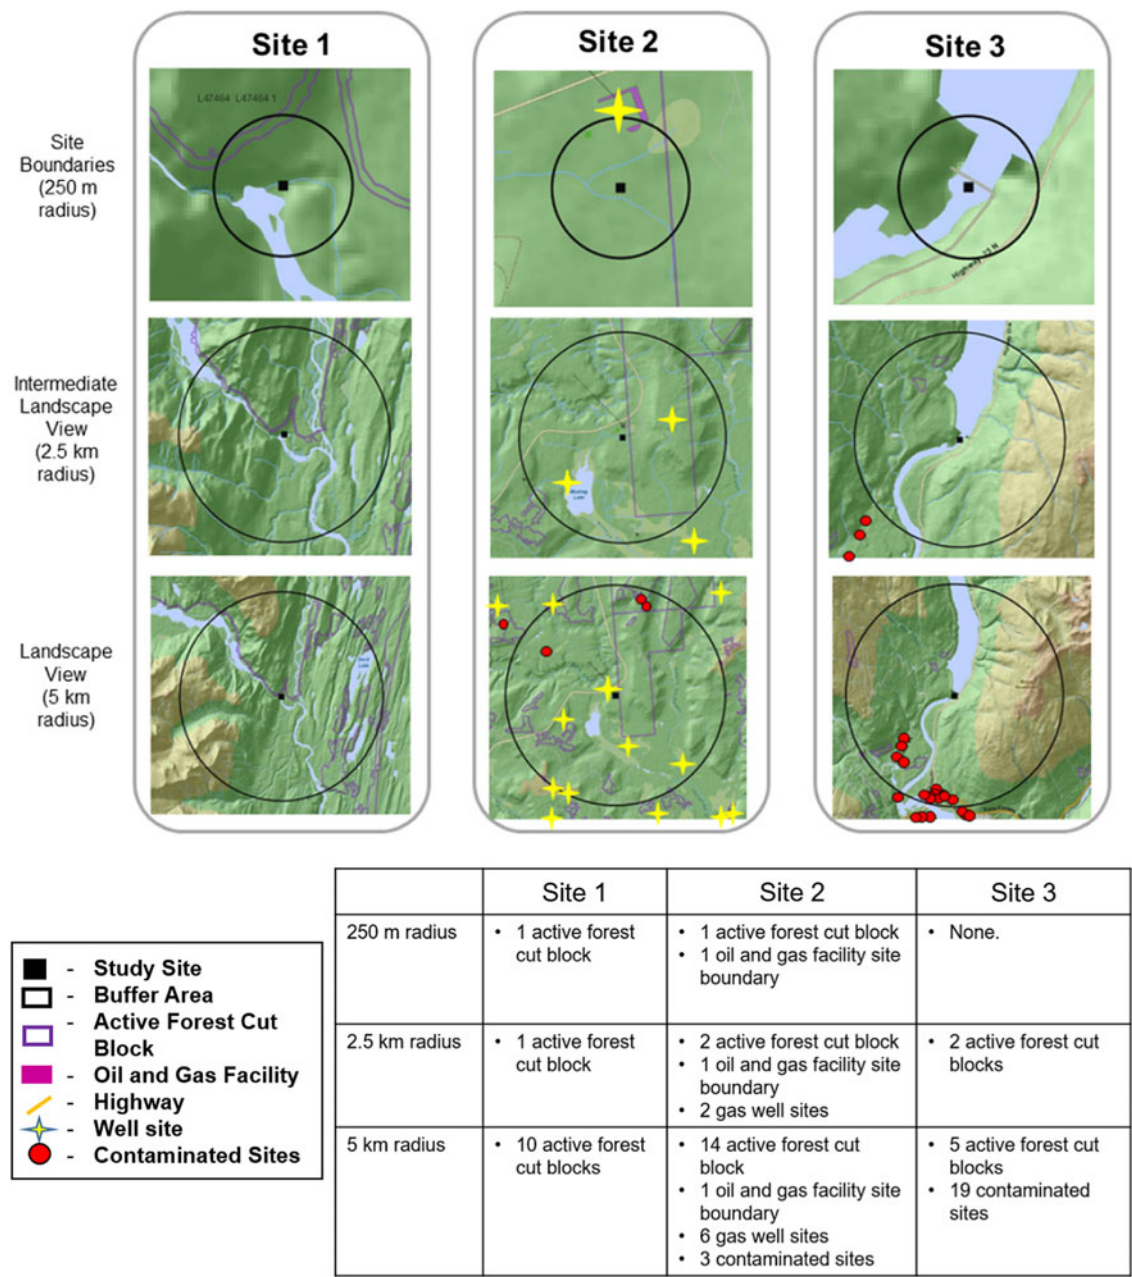 Site 1
Site 2
Site 3
Site
Boundaries
(250 m
radius)
L47464 L47464 1
Highway 23 N
Intermediate
Landscape
View
(2.5 km
radius)
Landscape
View
(5 km
radius)
Site 1
Site 2
Site 3
250 m radius
• 1 active forest
cut block
• 1 active forest cut block
• 1 oil and gas facility site
boundary
• None.
2.5 km radius
• 1 active forest
cut block
• 2 active forest cut block
• 1 oil and gas facility site
boundary
• 2 gas well sites
• 2 active forest cut
blocks
5 km radius
• 10 active forest
cut blocks
• 14 active forest cut
block
• 1 oil and gas facility site
boundary
• 6 gas well sites
• 3 contaminated sites
• 5 active forest cut
blocks
• 19 contaminated
sites
- Study Site
- Buffer Area
- Active Forest Cut
Block
- Oil and Gas Facility
- Highway
- Well site
- Contaminated Sites